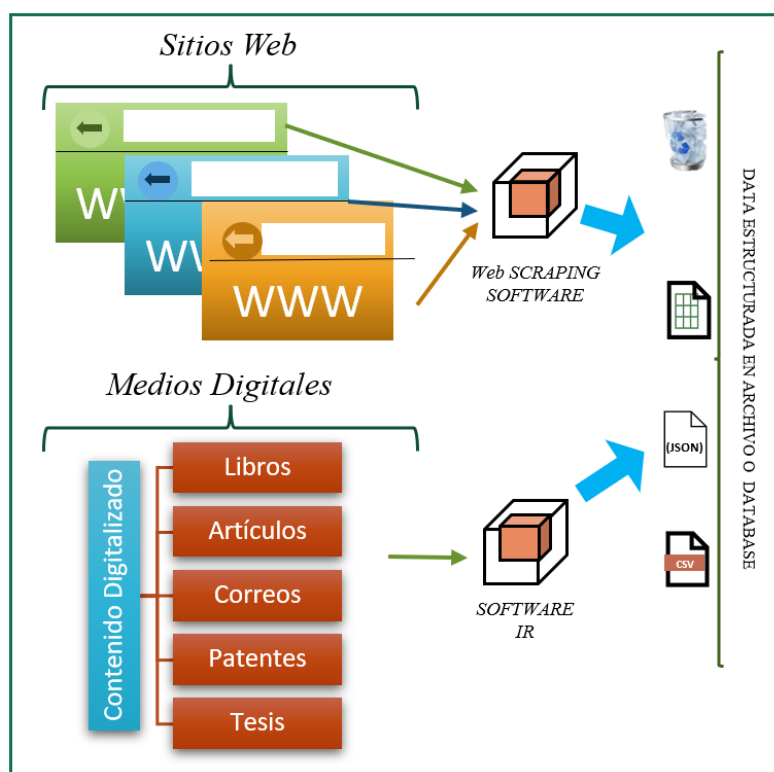 Sitios Web
WW
WW
WWW
Web SCRAPING
SOFTWARE
Medios Digitales
Contenido Digitalizado
Libros
Artículos
Correos
Patentes
Tesis
SOFTWARE
IR
(JSON)
CSV
DATA ESTRUCTURADA EN ARCHIVO O DATABASE